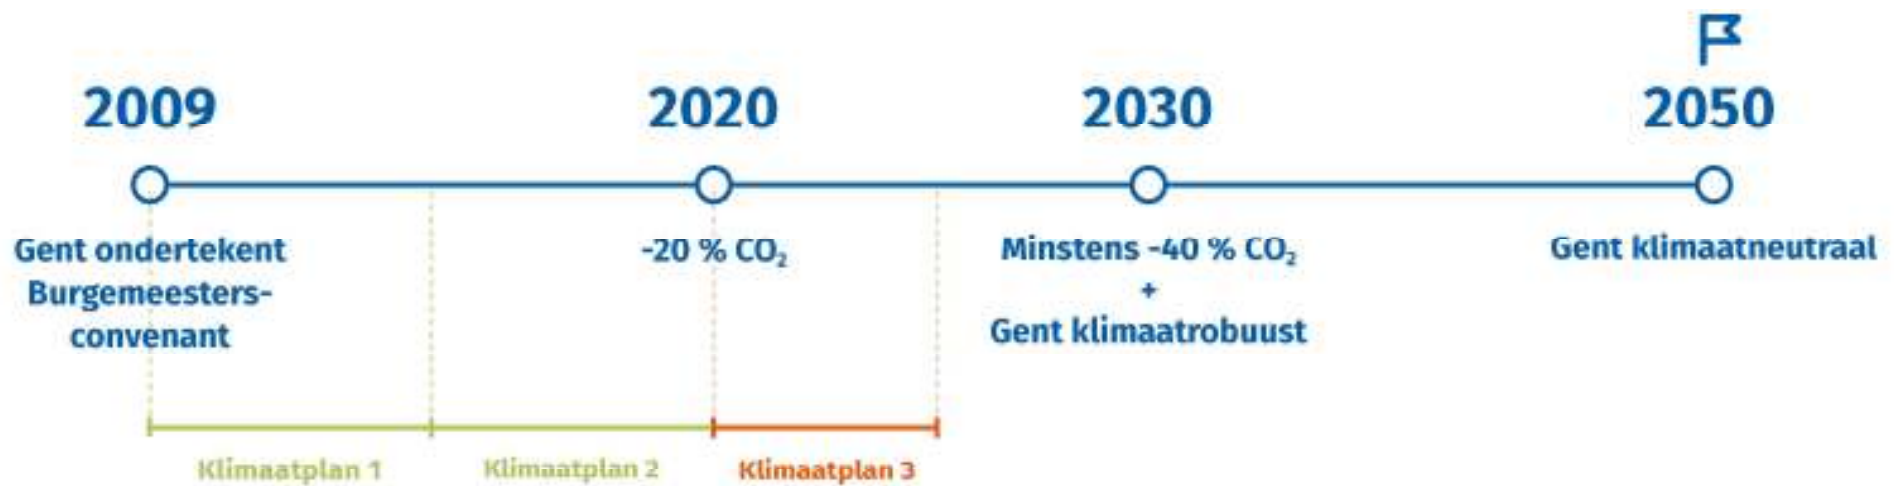 2009
2020
2030
2050
Gent ondertekent
Burgemeesters-
convenant
-20 % CO₂
Minstens -40 % CO₂
+
Gent klimaatrobuust
Gent klimaatneutraal
Klimaatplan 1
Klimaatplan 2
Klimaatplan 3